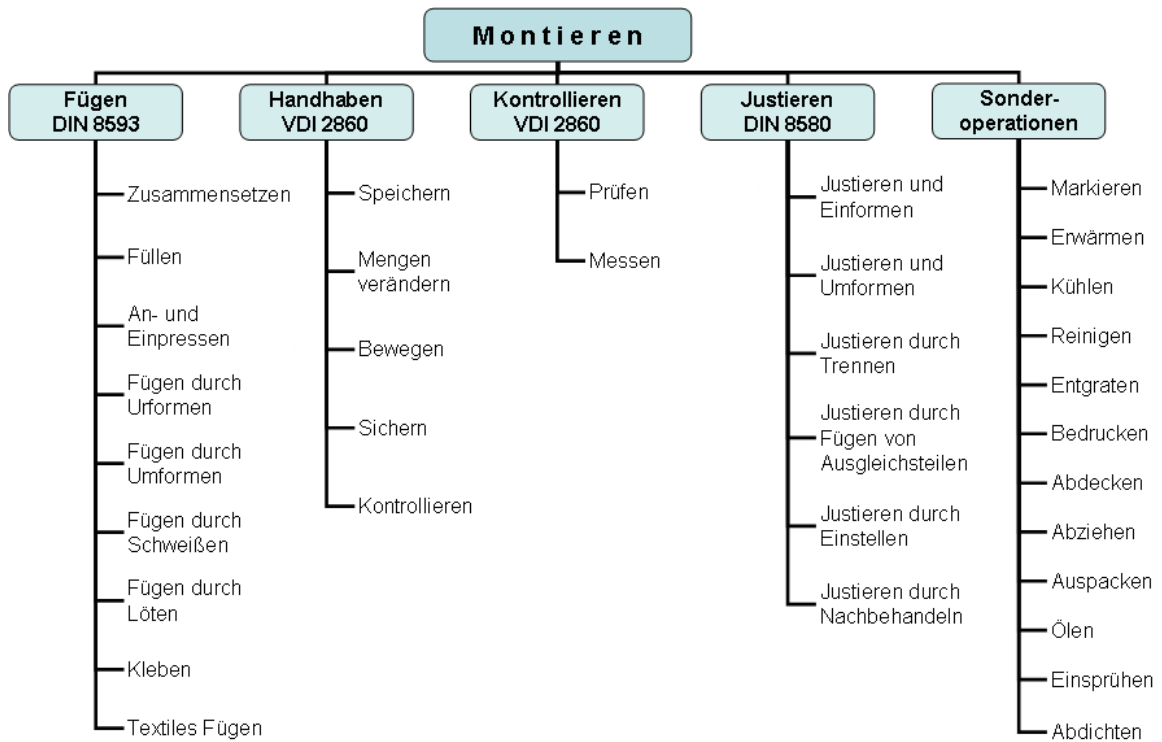 Montieren
Fügen
DIN 8593
Zusammensetzen
Füllen
An- und
Einpressen
Fügen durch
Urformen
Fügen durch
Umformen
Fügen durch
Schweißen
Fügen durch
Löten
Kleben
Textiles Fügen
Handhaben
VDI 2860
Speichern
Mengen
verändern
Bewegen
Sichern
Kontrollieren
Kontrollieren
VDI 2860
Prüfen
Messen
Justieren
DIN 8580
Justieren und
Einformen
Justieren und
Umformen
Justieren durch
Trennen
Justieren durch
Fügen von
Ausgleichsteilen
Justieren durch
Einstellen
Justieren durch
Nachbehandeln
Sonder-
operationen
Markieren
Erwärmen
Kühlen
Reinigen
Entgraten
Bedrucken
Abdecken
Abziehen
Auspacken
Ölen
Einsprühen
Abdichten